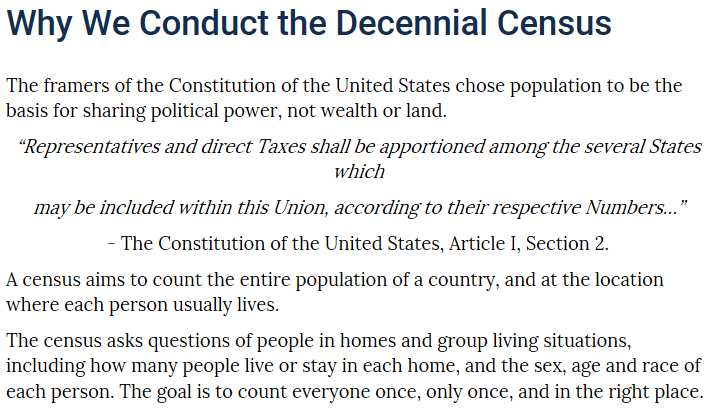 Why We Conduct the Decennial Census
The framers of the Constitution of the United States chose population to be the
basis for sharing political power, not wealth or land.
“Representatives and direct Taxes shall be apportioned among the several States
which
may be included within this Union, according to their respective Numbers...”
- The Constitution of the United States, Article I, Section 2.
A census aims to count the entire population of a country, and at the location
where each person usually lives.
The census asks questions of people in homes and group living situations,
including how many people live or stay in each home, and the sex, age and race of
each person. The goal is to count everyone once, only once, and in the right place.